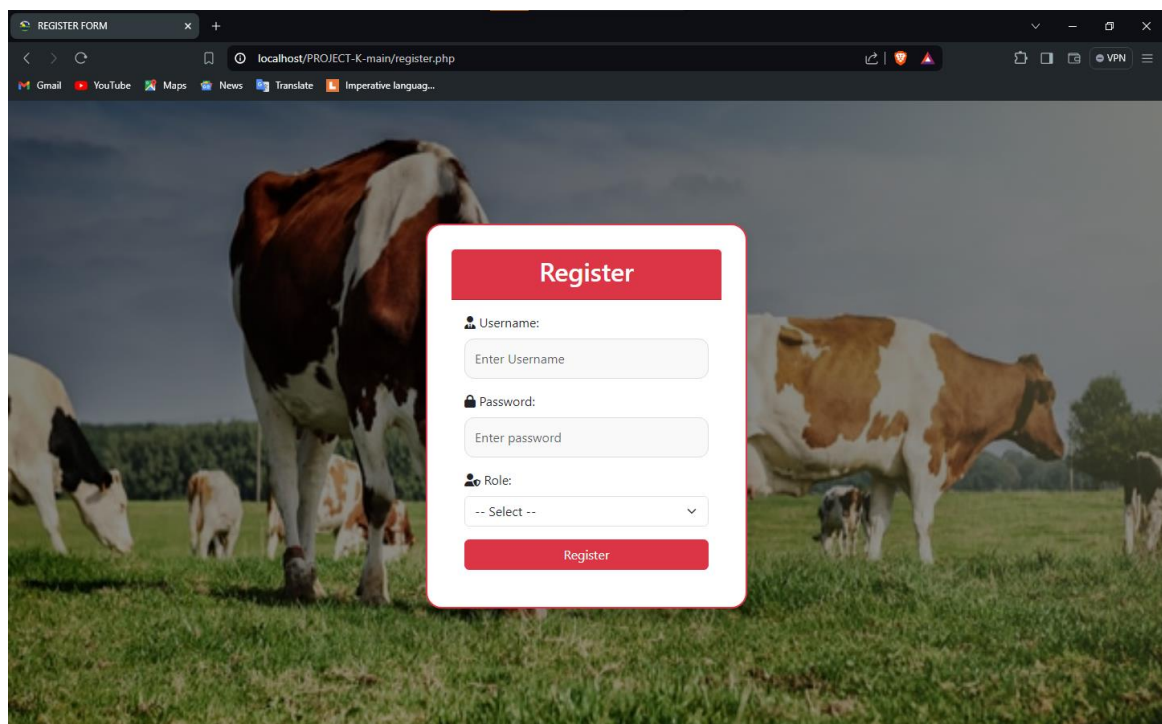 REGISTER FORM
localhost/PROJECT-K-main/register.php
VPN
Gmail YouTube Maps News Translate Imperative languag...
Register
Username:
Enter Username
Password:
Enter password
Role:
-- Select --
Register